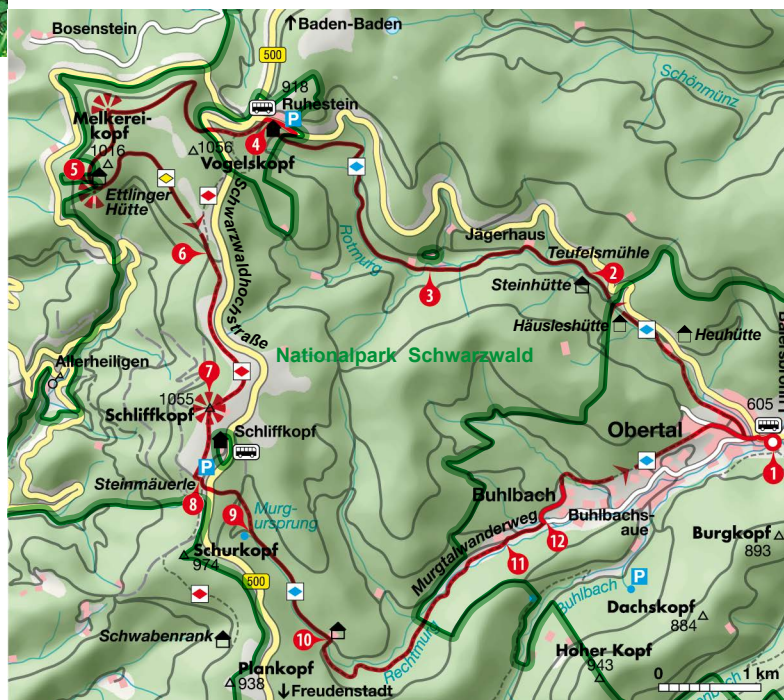 Bosenstein
↑Baden-Baden
500
Schönmünz
918
Ruhestein
P
Melkerei-
kopf
1016
1056
Vogelskopf
4
5
Ettlinger
Hütte
Schwarzwaldhoch-
straße
Rotmurg
Jägerhaus
Teufelsmühle
2
Steinhütte
6
3
Häusleshütte
Heuhütte
Nationalpark Schwarzwald
Allerheiligen
7
1055
Schliffkopf
Schliffkopf
605
Obertal
1
P
Steinmäuerle
8
9
Murg-
ursprung
Buhlbach
Buhlbachs-
aue
Murgtalwanderweg
12
11
Burgkopf
893
Schurkopf
974
500
P
Buhlbach
Dachskopf
884
Schwabenrank
10
Rechtmurg
Hoher Kopf
943
Plankopf
938
↓Freudenstadt
0 1 km